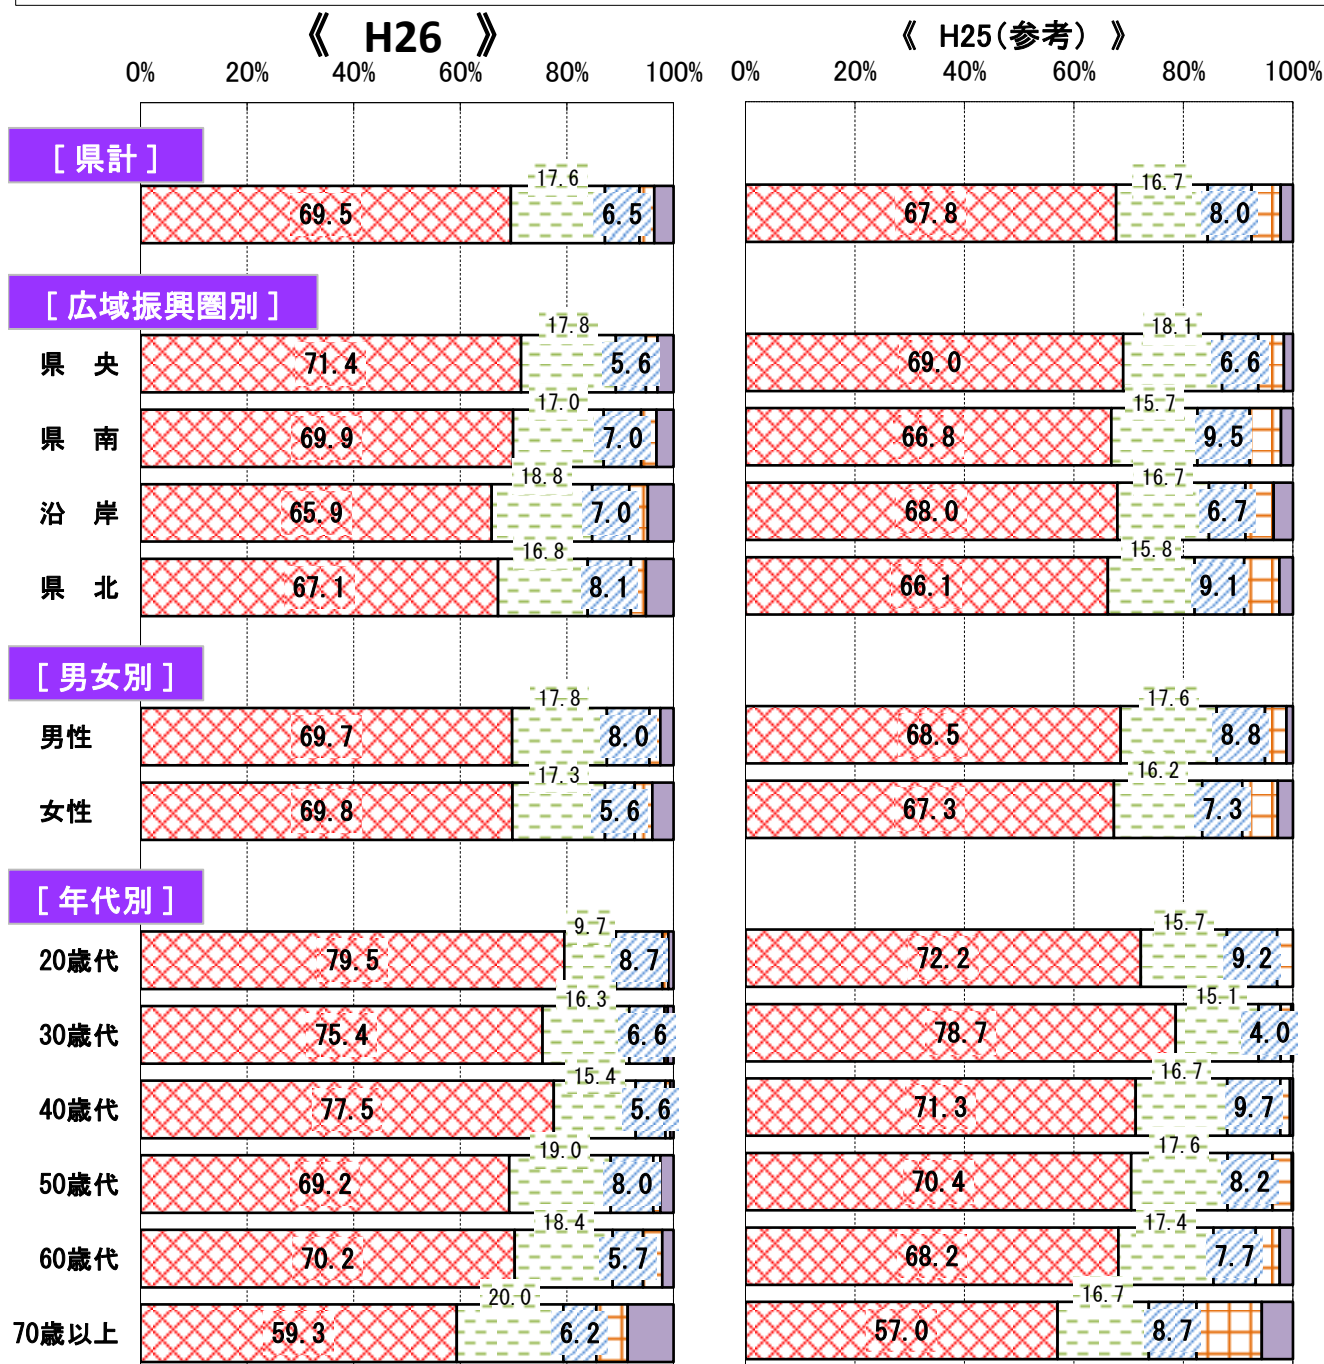 《 H26 》 《 H25(参考) 》
0% 20% 40% 60% 80% 100% 0% 20% 40% 60% 80% 100%
[ 県計 ]
69.5 17.6 6.5 67.8 16.7 8.0
[ 広域振興圏別 ]
県 央 71.4 17.8 5.6 69.0 18.1 6.6
県 南 69.9 17.0 7.0 66.8 15.7 9.5
沿 岸 65.9 18.8 7.0 68.0 16.7 6.7
県 北 67.1 16.8 8.1 66.1 15.8 9.1
[ 男女別 ]
男性 69.7 17.8 8.0 68.5 17.6 8.8
女性 69.8 17.3 5.6 67.3 16.2 7.3
[ 年代別 ]
20歳代 79.5 9.7 8.7 72.2 15.7 9.2
30歳代 75.4 16.3 6.6 78.7 15.1 4.0
40歳代 77.5 15.4 5.6 71.3 16.7 9.7
50歳代 69.2 19.0 8.0 70.4 17.6 8.2
60歳代 70.2 18.4 5.7 68.2 17.4 7.7
70歳以上 59.3 20.0 6.2 57.0 16.7 8.7